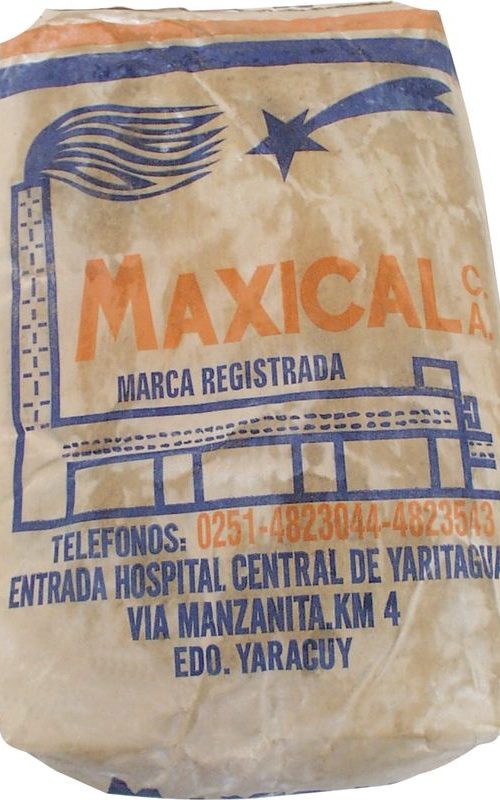 MAXICAL C.A.
MARCA REGISTRADA
TELEFONOS: 0251-4823044-4823543
ENTRADA HOSPITAL CENTRAL DE YARITAGUA
VIA MANZANITA.KM 4
EDO. YARACUY